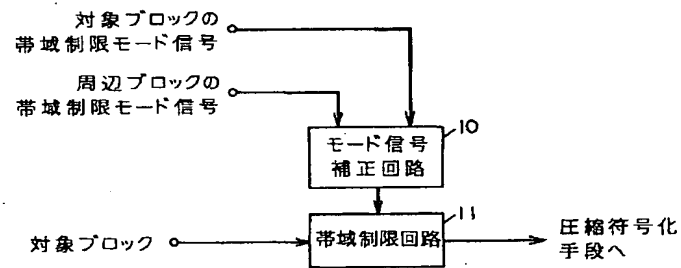 対象ブロックの
帯域制限モード信号
周辺ブロックの
帯域制限モード信号
10
モード信号
補正回路
11
対象ブロック
帯域制限回路
圧縮符号化
手段へ